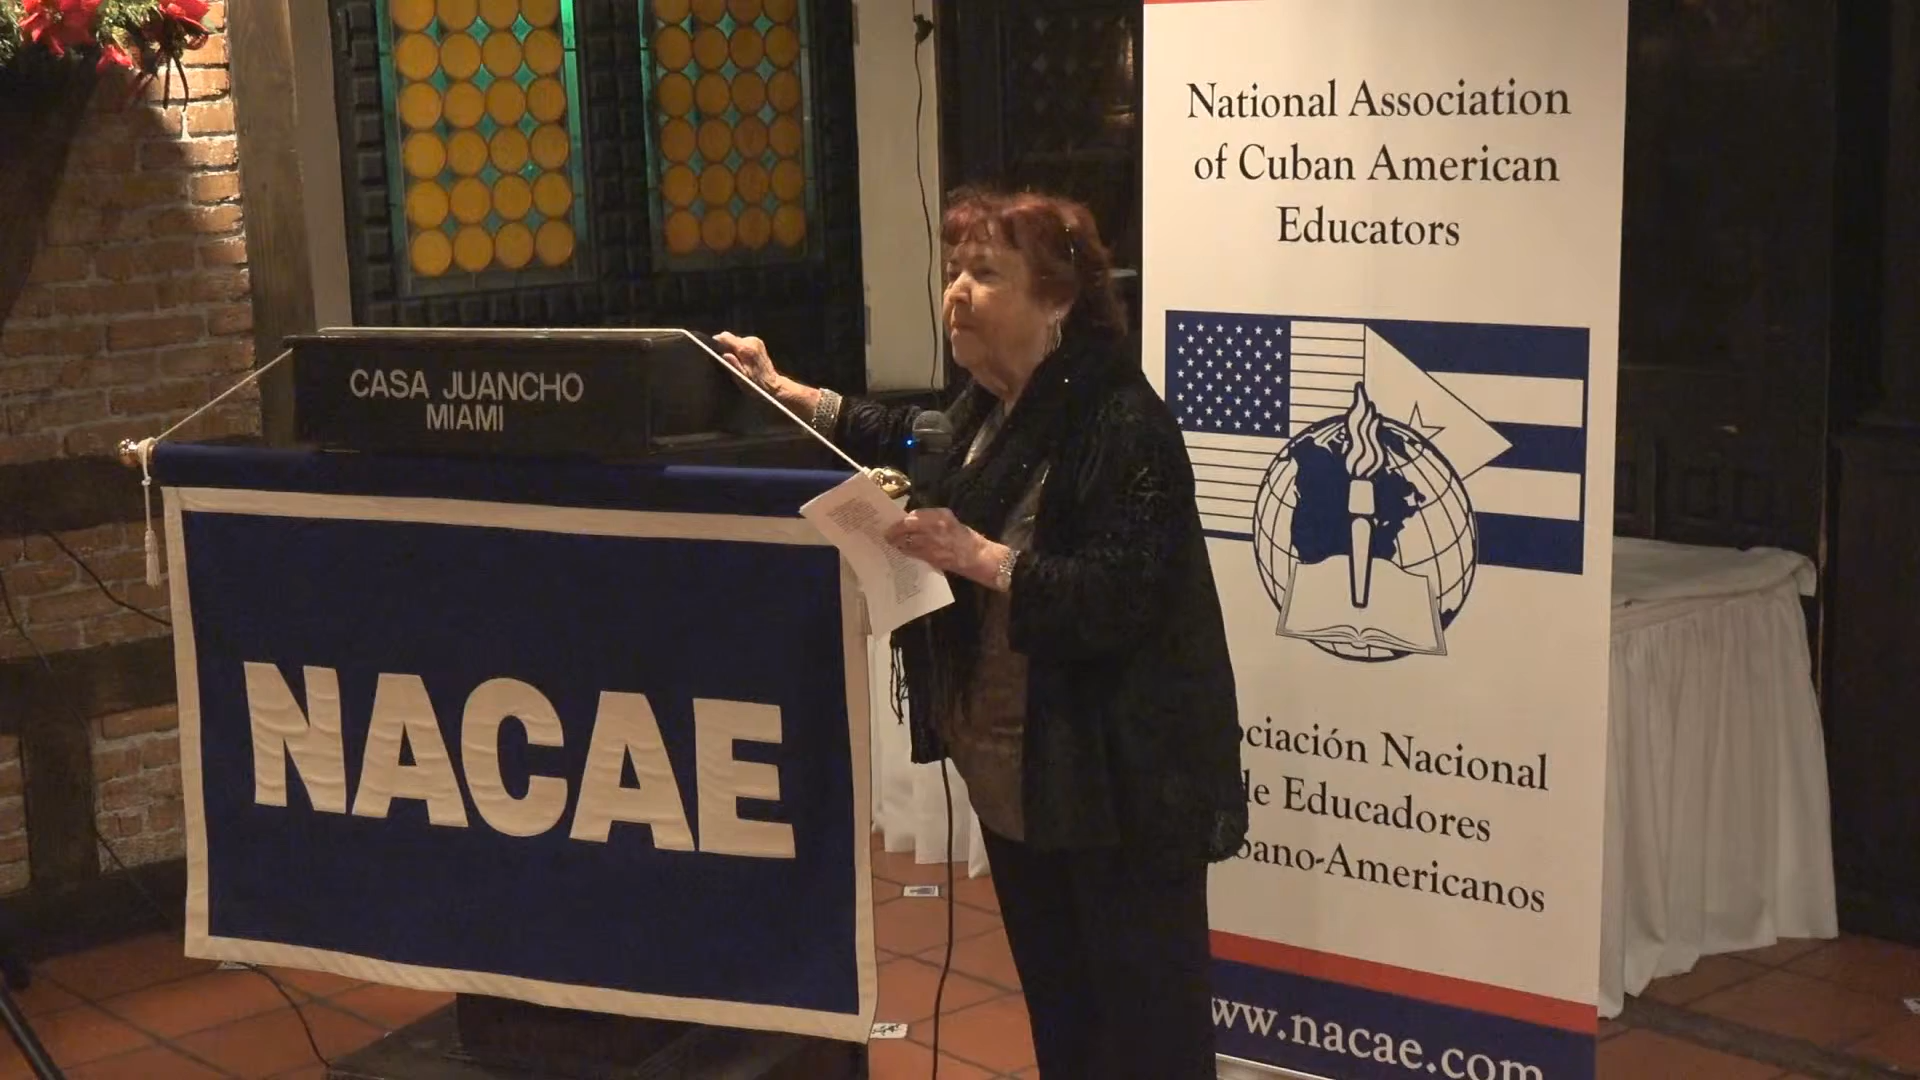 CASA JUANCHO
MIAMI
NACAE
National Association
of Cuban American
Educators
ociación Nacional
de Educadores
bano-Americanos
www.nacae.com